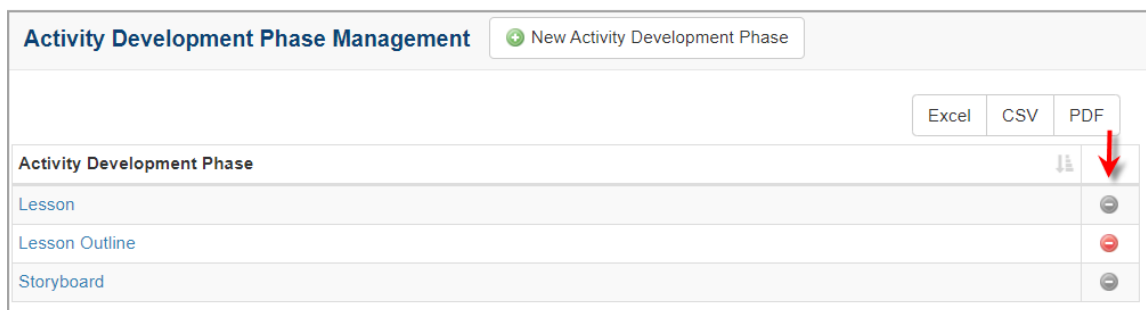 Activity Development Phase Management New Activity Development Phase
Excel CSV PDF
Activity Development Phase
Lesson
Lesson Outline
Storyboard